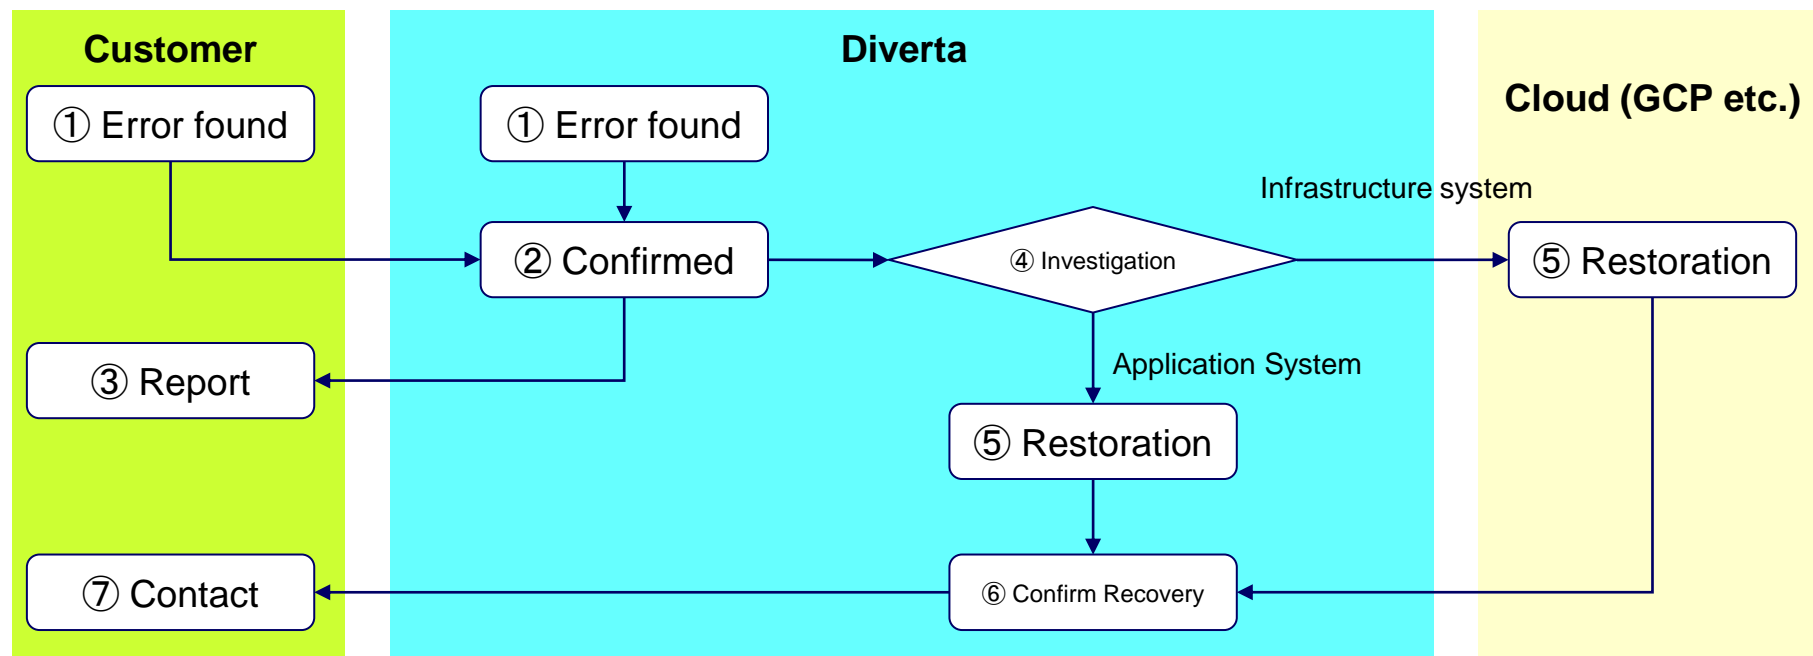 Customer
Diverta
Cloud (GCP etc.)
① Error found
① Error found
Infrastructure system
② Confirmed
④ Investigation
⑤ Restoration
③ Report
Application System
⑤ Restoration
⑦ Contact
⑥ Confirm Recovery